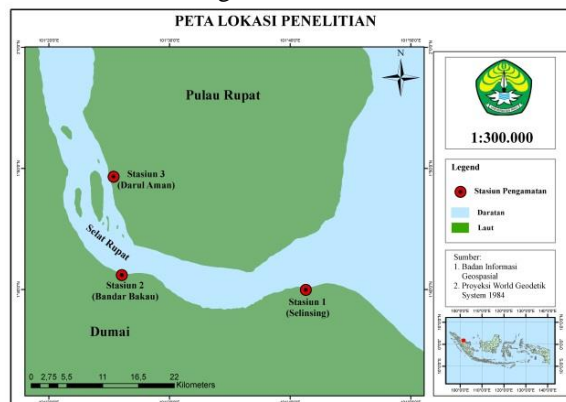 PETA LOKASI PENELITIAN
N
Pulau Rupat
Stasiun 3
(Darul Aman)
Selat Rupat
Stasiun 2
(Bandar Bakau)
Stasiun 1
(Selinsing)
Dumai
0 2,75 5,5 11 16,5 22
Kilometers
1:300.000
Legend
Stasiun Pengamatan
Daratan
Laut
Sumber:
1. Badan Informasi
Geospasial
2. Proyeksi World Geodetik
System 1984